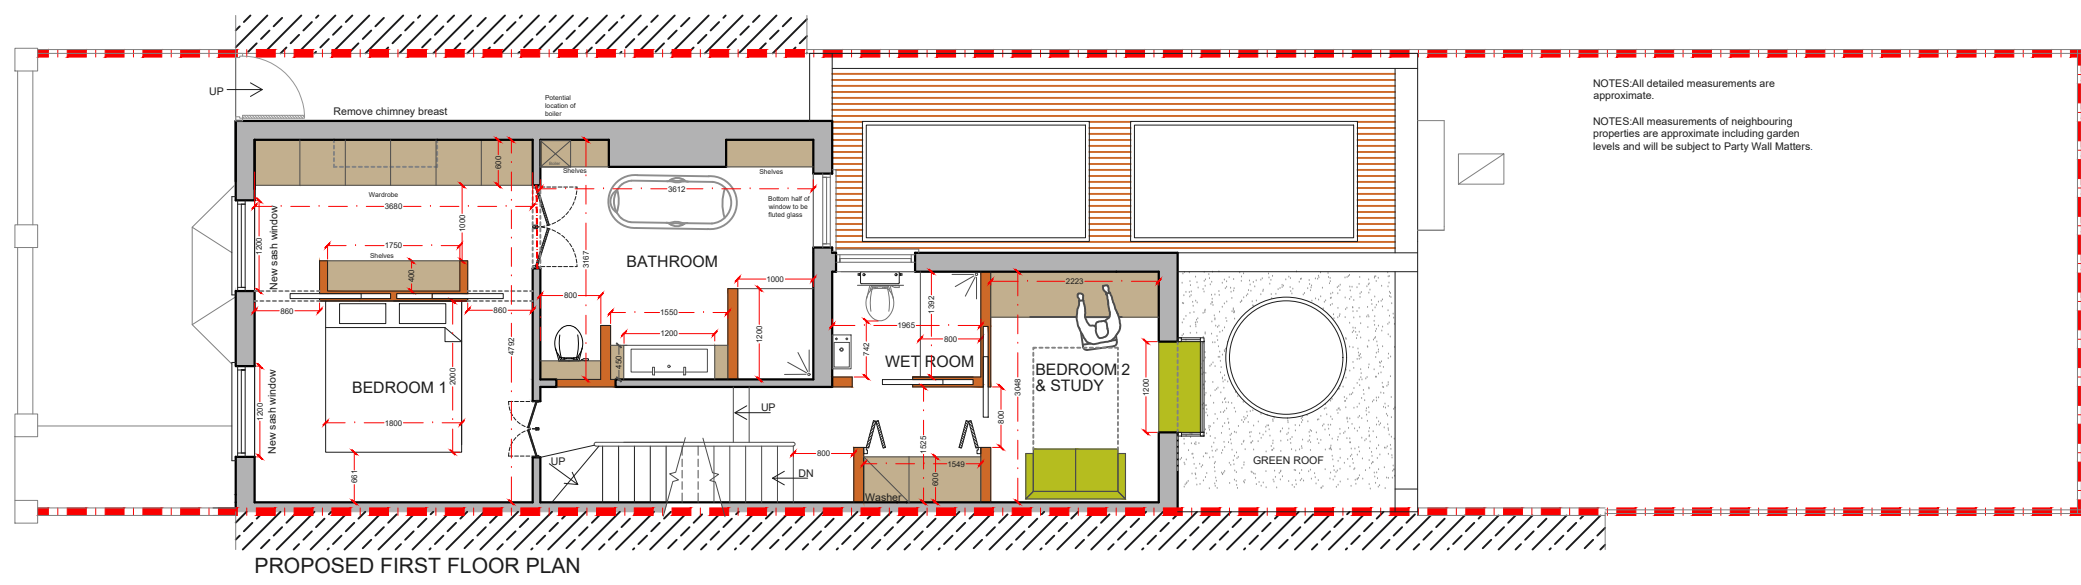 UP
Remove chimney breast
Potential
location of
boiler
NOTES:All detailed measurements are
approximate.
NOTES:All measurements of neighbouring
properties are approximate including garden
levels and will be subject to Party Wall Matters.
600
Boiler
Shelves
Shelves
Wardrobe
3680
3612
Bottom half of
window to be
fluted glass
1000
1200
New sash window
1750
Shelves
400
3167
BATHROOM
1000
860
860
800
1550
1200
1200
450
4792
BEDROOM 1
2000
1800
1200
New sash window
661
1392
1965
800
742
WET ROOM
2223
BEDROOM 2
& STUDY
3048
1200
UP
UP
DN
800
1525
800
1549
600
Washer
GREEN ROOF
PROPOSED FIRST FLOOR PLAN